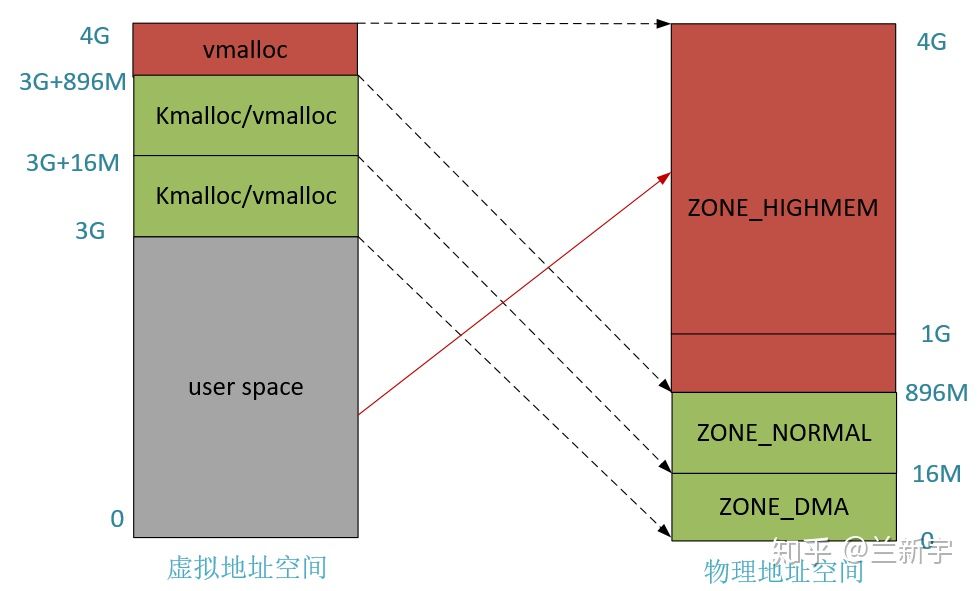 4G
vmalloc
3G+896M
Kmalloc/vmalloc
3G+16M
Kmalloc/vmalloc
3G
user space
0
虚拟地址空间
4G
ZONE_HIGHMEM
1G
896M
ZONE_NORMAL
16M
ZONE_DMA
0
物理地址空间
知乎 @兰新宇